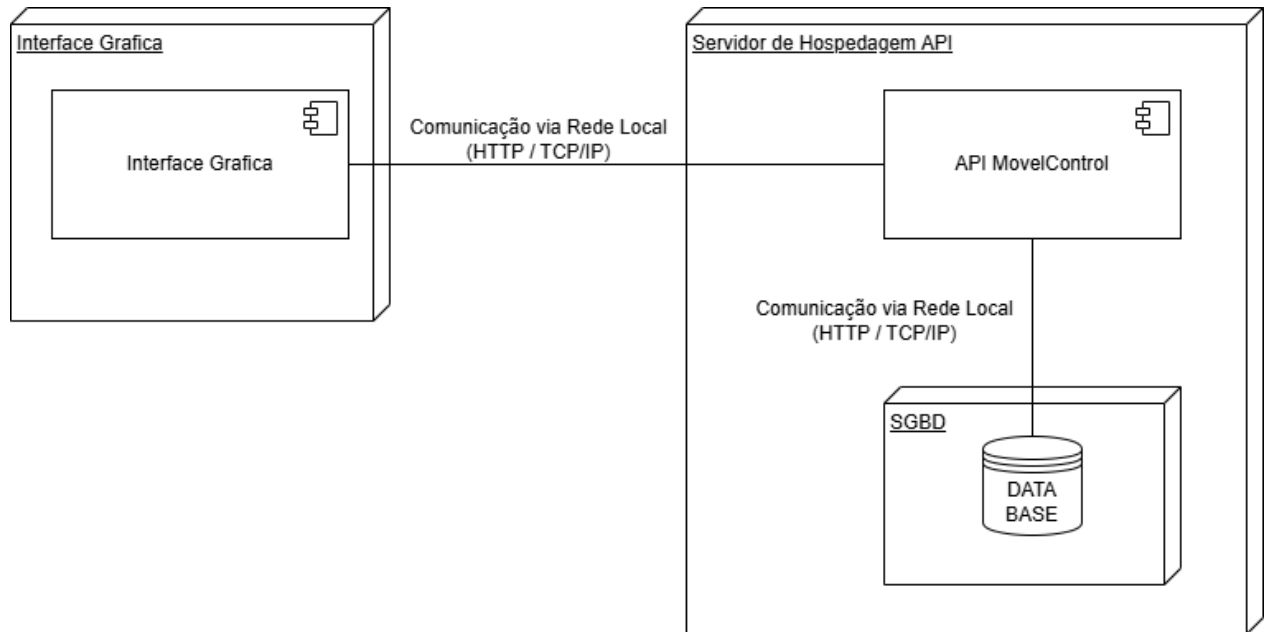 Interface Grafica
Servidor de Hospedagem API
Interface Grafica
Comunicação via Rede Local
(HTTP / TCP/IP)
API MovelControl
Comunicação via Rede Local
(HTTP / TCP/IP)
SGBD
DATA
BASE